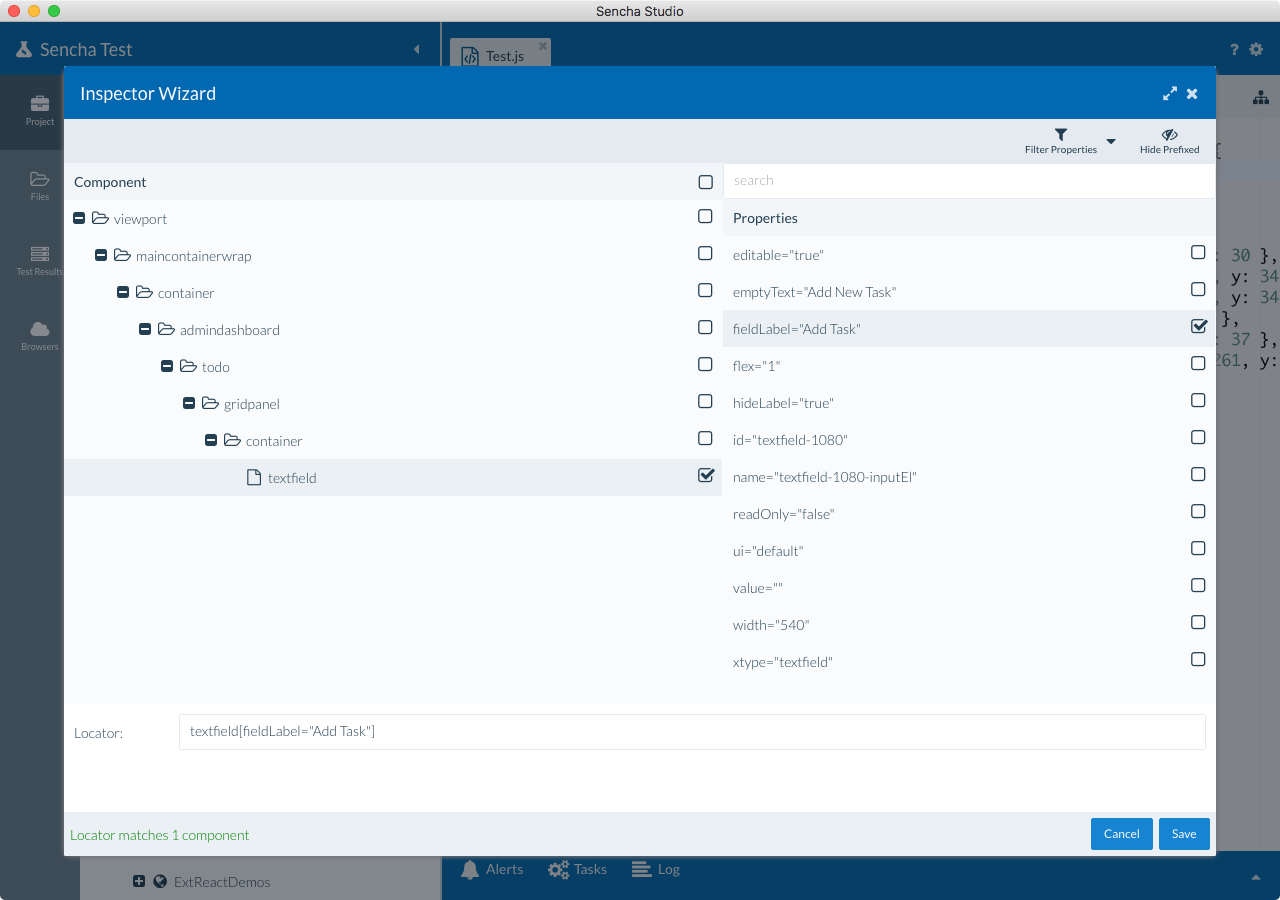 Sencha Studio
Sencha Test
Test.js
?
Inspector Wizard
Project
Files
Test Results
Browsers
Filter Properties
Hide Prefixed
Component
viewport
maincontainerwrap
container
admindashboard
todo
gridpanel
container
textfield
search
Properties
editable="true"
emptyText="Add New Task"
fieldLabel="Add Task"
flex="1"
hideLabel="true"
id="textfield-1080"
name="textfield-1080-inputEl"
readOnly="false"
ui="default"
value=""
width="540"
xtype="textfield"
{
: 30 },
, y: 34
, y: 34
},
: 37 },
261, y:
Locator:
textfield[fieldLabel="Add Task"]
Locator matches 1 component
Cancel
Save
ExtReactDemos
Alerts
Tasks
Log